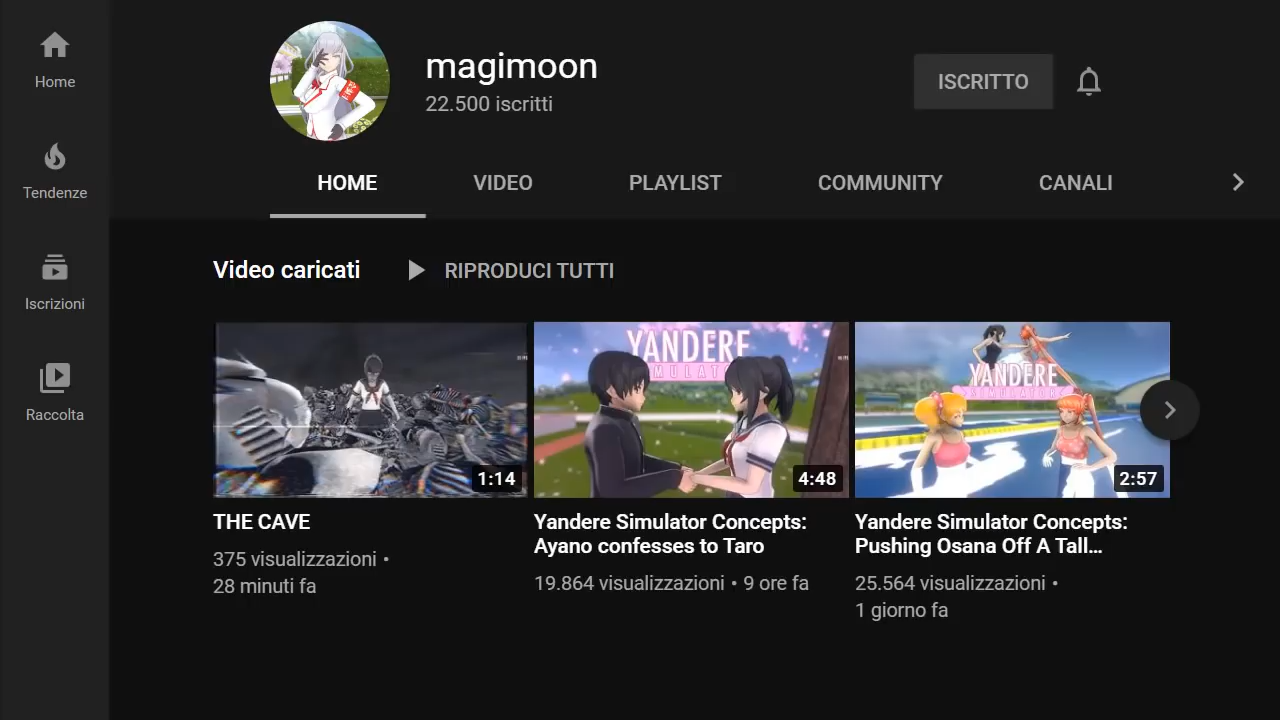 Home
Tendenze
Iscrizioni
Raccolta
magimoon
22.500 iscritti
ISCRITTO
HOME
VIDEO
PLAYLIST
COMMUNITY
CANALI
Video caricati
RIPRODUCI TUTTI
1:14
THE CAVE
375 visualizzazioni •
28 minuti fa
YANDERE
4:48
Yandere Simulator Concepts:
Ayano confesses to Taro
19.864 visualizzazioni • 9 ore fa
YANDERE
SIMULATOR
2:57
Yandere Simulator Concepts:
Pushing Osana Off A Tall...
25.564 visualizzazioni •
1 giorno fa